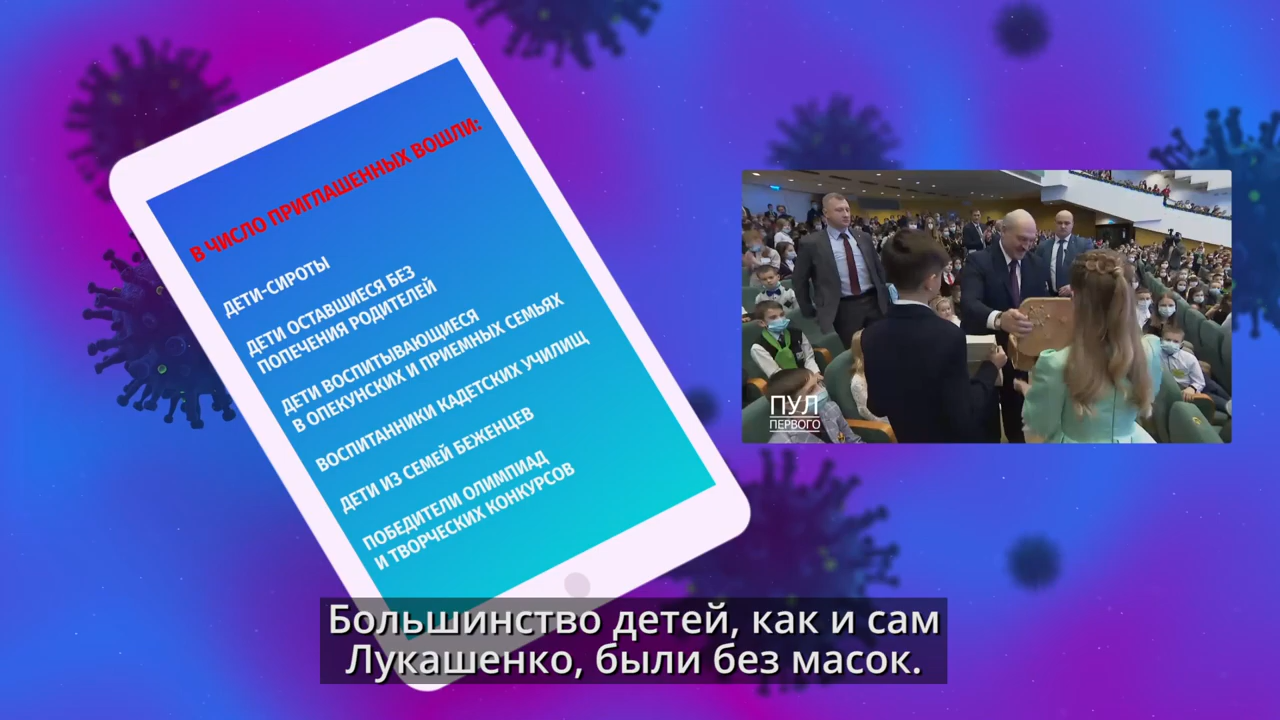 В ЧИСЛО ПРИГЛАШЕННЫХ ВОШЛИ:
ДЕТИ-СИРОТЫ
ДЕТИ ОСТАВШИЕСЯ БЕЗ
ПОПЕЧЕНИЯ РОДИТЕЛЕЙ
ДЕТИ ВОСПИТЫВАЮЩИЕСЯ
В ОПЕКУНСКИХ И ПРИЕМНЫХ СЕМЬЯХ
ВОСПИТАННИКИ КАДЕТСКИХ УЧИЛИЩ
ДЕТИ ИЗ СЕМЕЙ БЕЖЕНЦЕВ
ПОБЕДИТЕЛИ ОЛИМПИАД
И ТВОРЧЕСКИХ КОНКУРСОВ
ПУЛ
ПЕРВОГО
Большинство детей, как и сам
Лукашенко, были без масок.